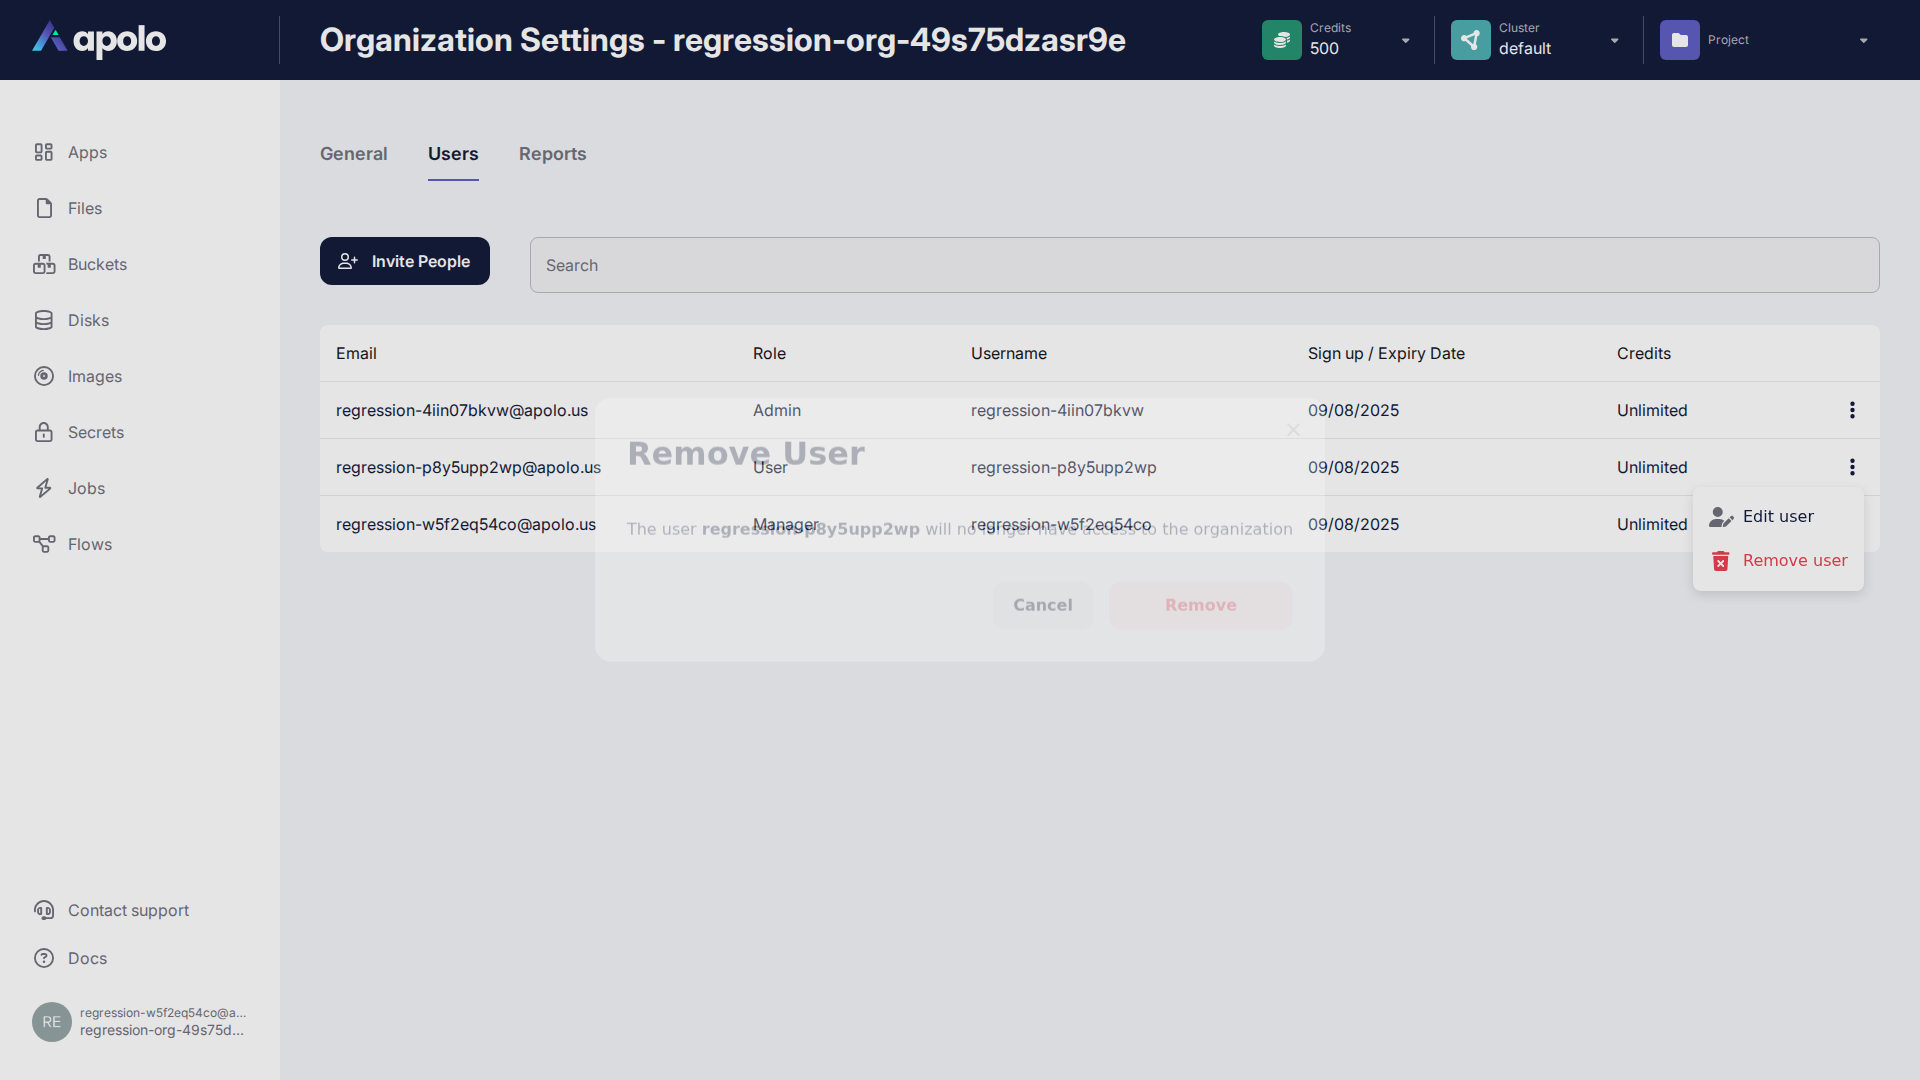 apolo
Organization Settings - regression-org-49s75dzasr9e
Credits
500
Cluster
default
Project
Apps
Files
Buckets
Disks
Images
Secrets
Jobs
Flows
General
Users
Reports
Invite People
Search
Email
Role
Username
Sign up / Expiry Date
Credits
regression-4iin07bkvw@apolo.us
Admin
regression-4iin07bkvw
09/08/2025
Unlimited
regression-p8y5upp2wp@apolo.us
User
regression-p8y5upp2wp
09/08/2025
Unlimited
regression-w5f2eq54co@apolo.us
Manager
regression-w5f2eq54co
09/08/2025
Unlimited
Edit user
Remove user
Remove User
The user regression-p8y5upp2wp will no longer have access to the organization
Cancel
Remove
Contact support
Docs
RE
regression-w5f2eq54co@a...
regression-org-49s75d...